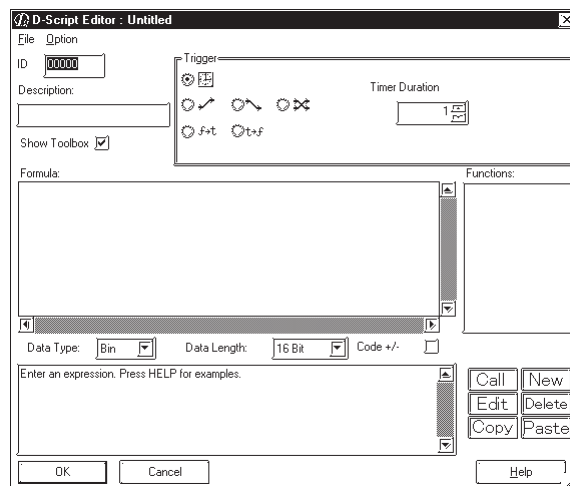 D-Script Editor : Untitled
File Option
ID 00000
Description:
Show Toolbox
Trigger
f→t
t→f
Timer Duration
1
Formula:
Functions:
Data Type: Bin
Data Length: 16 Bit
Code +/-
Enter an expression. Press HELP for examples.
Call New
Edit Delete
Copy Paste
OK Cancel Help